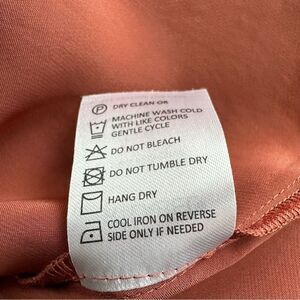 P DRY CLEAN OR
MACHINE WASH COLD
WITH LIKE COLORS
GENTLE CYCLE
DO NOT BLEACH
DO NOT TUMBLE DRY
HANG DRY
COOL IRON ON REVERSE
SIDE ONLY IF NEEDED